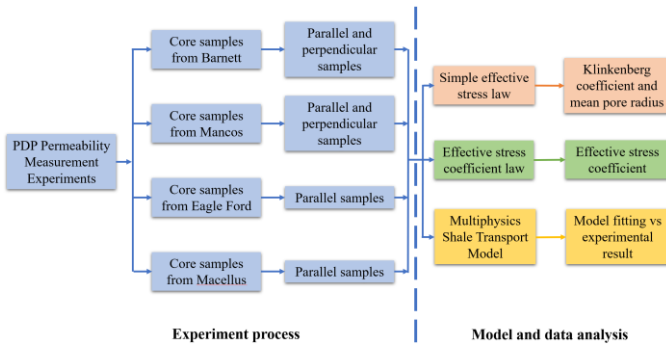 PDP Permeability
Measurement
Experiments
Core samples
from Barnett
Parallel and
perpendicular
samples
Core samples
from Mancos
Parallel and
perpendicular
samples
Core samples
from Eagle Ford
Parallel samples
Core samples
from Macellus
Parallel samples
Simple effective
stress law
Klinkenberg
coefficient and
mean pore radius
Effective stress
coefficient law
Effective stress
coefficient
Multiphysics
Shale Transport
Model
Model fitting vs
experimental
result
Experiment process
Model and data analysis